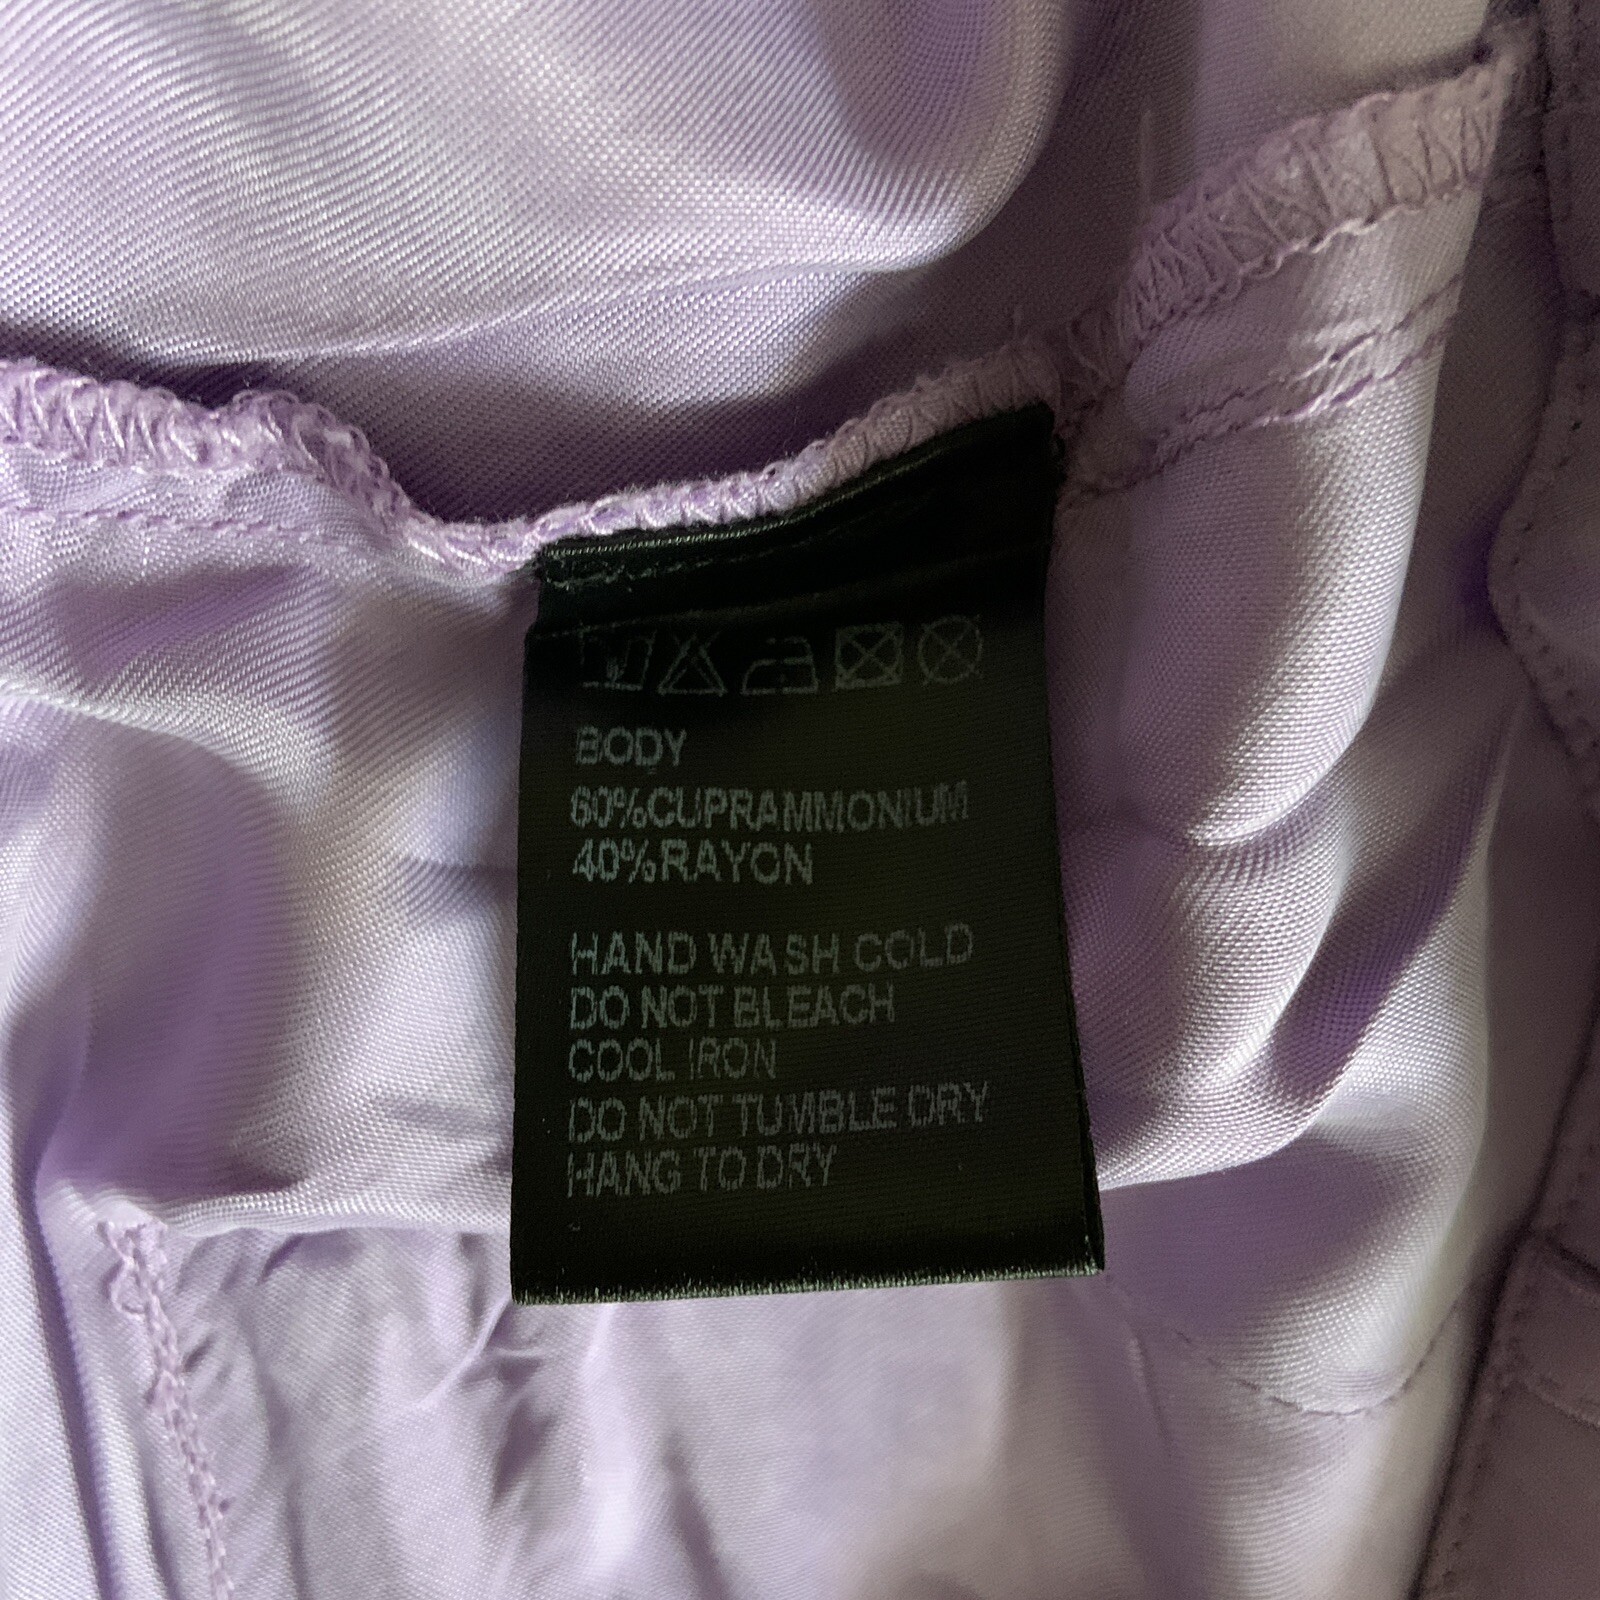 BODY
60%CUPRAMMONIUM
40%RAYON
HAND WASH COLD
DO NOT BLEACH
COOL IRON
DO NOT TUMBLE DRY
HANG TO DRY